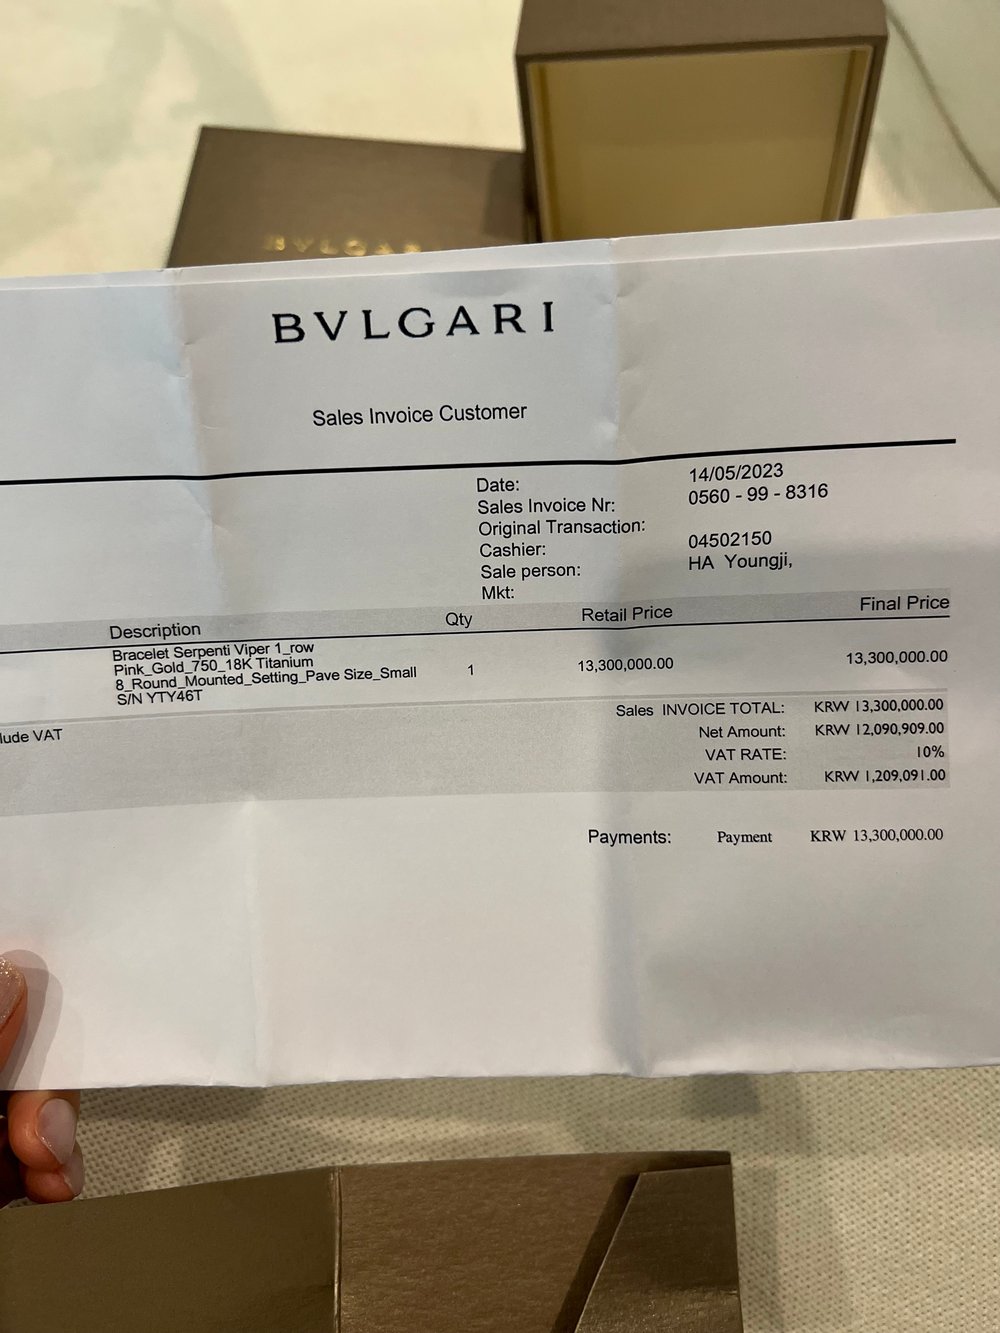 BVLGARI
BVLGARI
Sales Invoice Customer
Date: 14/05/2023
Sales Invoice Nr: 0560 - 99 - 8316
Original Transaction:
Cashier: 04502150
Sale person: HA Youngji,
Mkt:
Description Qty Retail Price Final Price
Bracelet Serpenti Viper 1_row
Pink_Gold_750_18K Titanium
8_Round_Mounted_Setting_Pave Size_Small 1 13,300,000.00 13,300,000.00
S/N YTY46T
Sales INVOICE TOTAL: KRW 13,300,000.00
lude VAT
Net Amount: KRW 12,090,909.00
VAT RATE: 10%
VAT Amount: KRW 1,209,091.00
Payments: Payment KRW 13,300,000.00